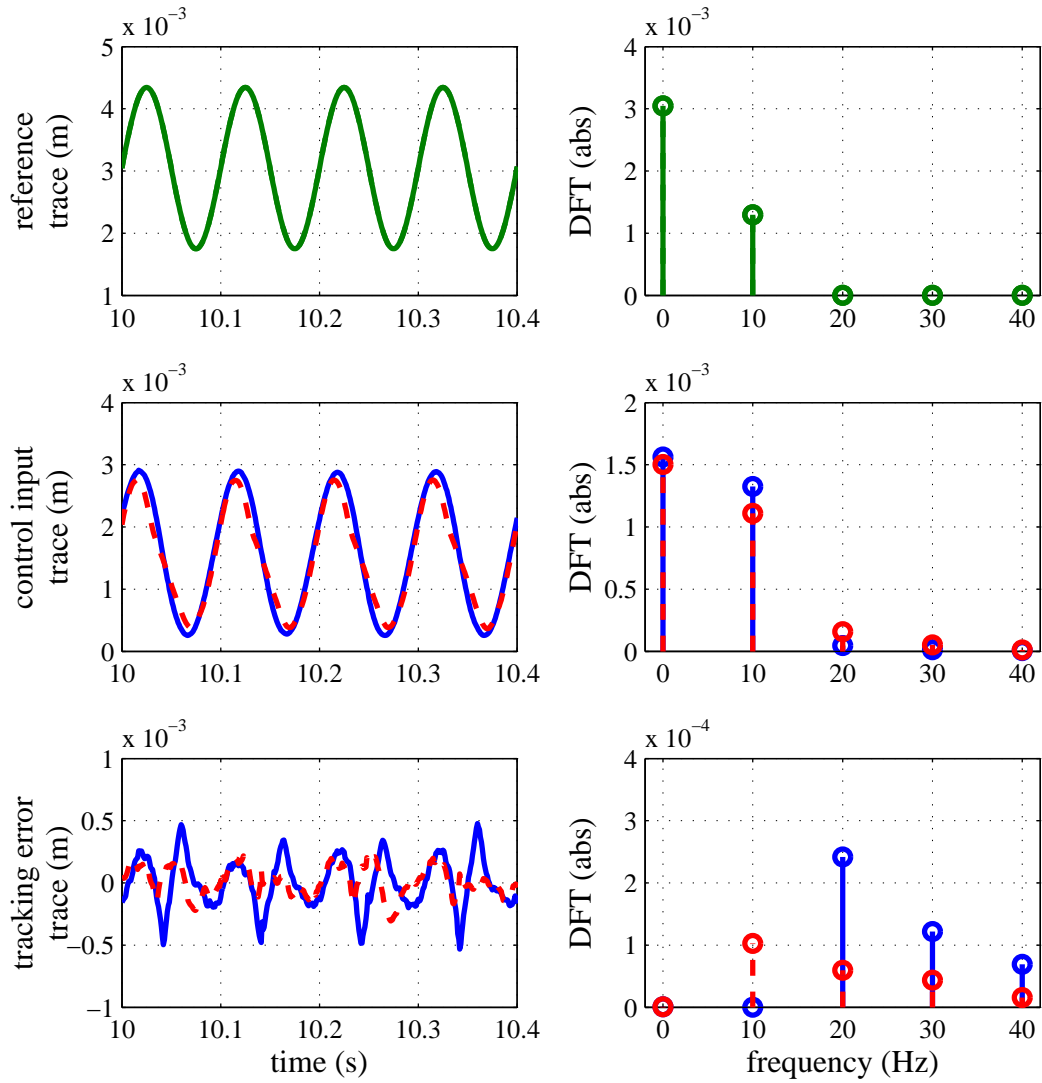 x 10⁻³
5
4
3
2
1
10 10.1 10.2 10.3 10.4
reference
trace (m)
x 10⁻³
4
3
2
1
0
0 10 20 30 40
DFT (abs)
x 10⁻³
4
3
2
1
0
10 10.1 10.2 10.3 10.4
control input
trace (m)
x 10⁻³
2
1.5
1
0.5
0
0 10 20 30 40
DFT (abs)
x 10⁻³
1
0.5
0
−0.5
−1
10 10.1 10.2 10.3 10.4
tracking error
trace (m)
time (s)
x 10⁻⁴
4
3
2
1
0
0 10 20 30 40
DFT (abs)
frequency (Hz)